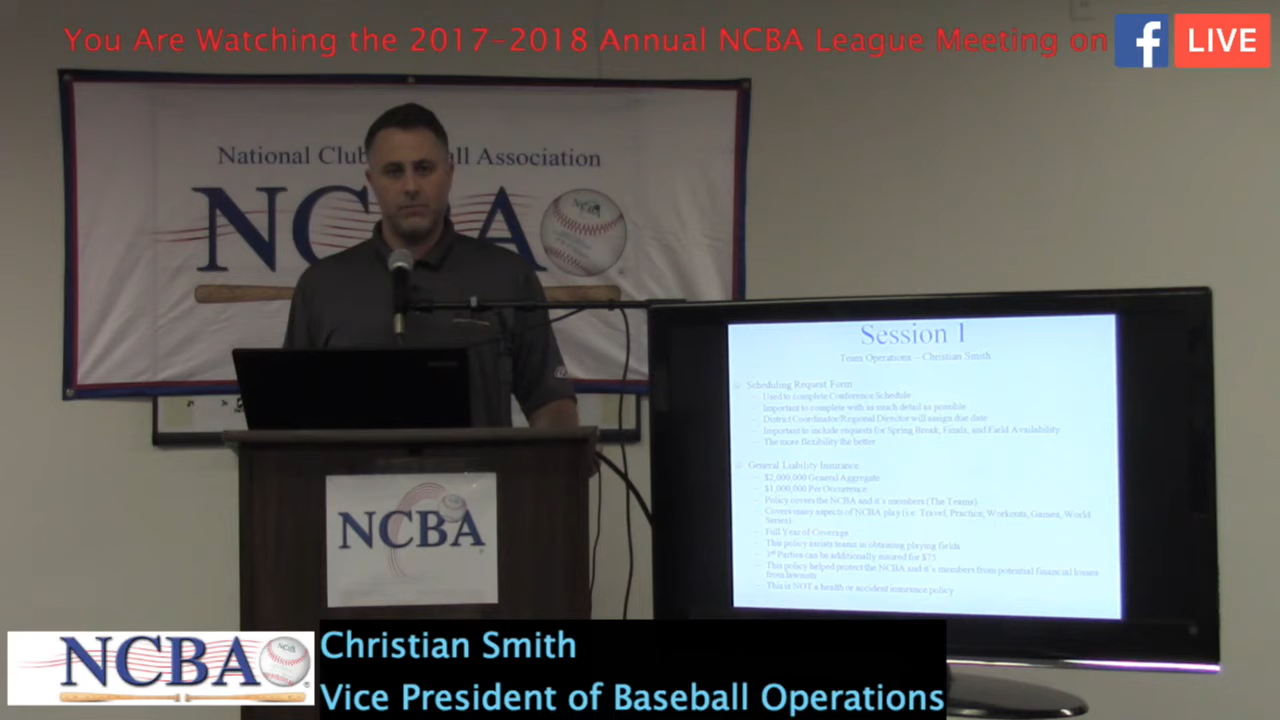 You Are Watching the 2017-2018 Annual NCBA League Meeting on f LIVE
National Club all Association
NC A
NCBA
Session 1
Team Operations – Christian Smith
Scheduling Request Form
– Used to complete Conference Schedule
– Important to complete with as much detail as possible
– District Coordinator/Regional Director will assign due date
– Important to include requests for Spring Break, Finals, and Field Availability
– The more flexibility the better
General Liability Insurance
– $2,000,000 General Aggregate
– $1,000,000 Per Occurrence
– Policy covers the NCBA and it's members (The Teams)
– Covers many aspects of NCBA play (i.e. Travel, Practice, Workouts, Games, World
Series)
– Full Year of Coverage
– This policy assists teams in obtaining playing fields
– 3rd Parties can be additionally insured for $75
– This policy helped protect the NCBA and it's members from potential financial losses
from lawsuits
– This is NOT a health or accident insurance policy
NCBA
NCBA
Christian Smith
Vice President of Baseball Operations